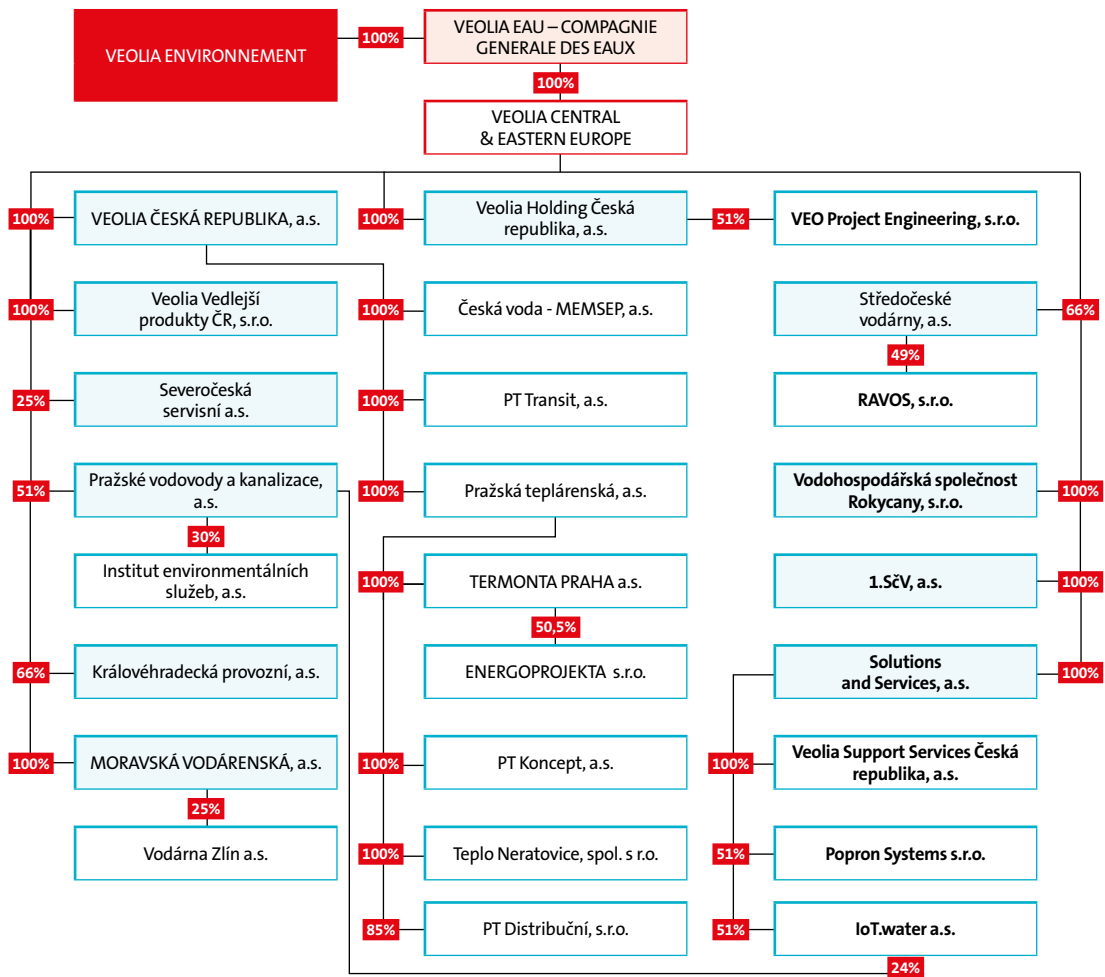 VEOLIA ENVIRONNEMENT
100%
VEOLIA EAU – COMPAGNIE
GENERALE DES EAUX
100%
VEOLIA CENTRAL
& EASTERN EUROPE
100%
VEOLIA ČESKÁ REPUBLIKA, a.s.
100%
Veolia Holding Česká
republika, a.s.
51%
VEO Project Engineering, s.r.o.
100%
Veolia Vedlejší
produkty ČR, s.r.o.
100%
Česká voda - MEMSEP, a.s.
Středočeské
vodárny, a.s.
66%
49%
25%
Severočeská
servisní a.s.
100%
PT Transit, a.s.
RAVOS, s.r.o.
51%
Pražské vodovody a kanalizace,
a.s.
100%
Pražská teplárenská, a.s.
Vodohospodářská společnost
Rokycany, s.r.o.
100%
30%
Institut environmentálních
služeb, a.s.
100%
TERMONTA PRAHA a.s.
1.SčV, a.s.
100%
50,5%
66%
Královéhradecká provozní, a.s.
ENERGOPROJEKTA s.r.o.
Solutions
and Services, a.s.
100%
100%
MORAVSKÁ VODÁRENSKÁ, a.s.
100%
PT Koncept, a.s.
100%
Veolia Support Services Česká
republika, a.s.
25%
Vodárna Zlín a.s.
100%
Teplo Neratovice, spol. s r.o.
51%
Popron Systems s.r.o.
85%
PT Distribuční, s.r.o.
51%
IoT.water a.s.
24%